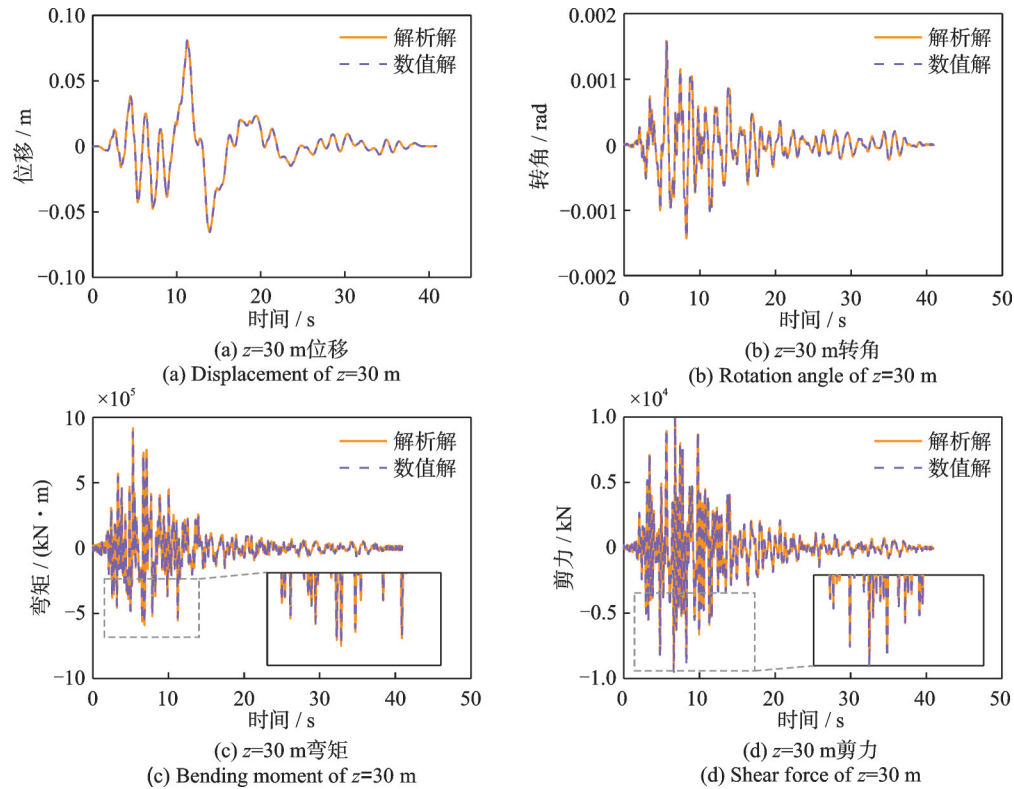 0.10
0.05
0
−0.05
−0.10
位移 / m
解析解
数值解
0 10 20 30 40
时间 / s
(a) z=30 m位移
(a) Displacement of z=30 m
0.002
0.001
0
−0.001
−0.002
转角 / rad
解析解
数值解
0 10 20 30 40 50
时间 / s
(b) z=30 m转角
(b) Rotation angle of z=30 m
×10⁵
10
5
0
−5
−10
弯矩 / (kN · m)
解析解
数值解
0 10 20 30 40 50
时间 / s
(c) z=30 m弯矩
(c) Bending moment of z=30 m
×10⁴
1.0
0.5
0
−0.5
−1.0
剪力 / kN
解析解
数值解
0 10 20 30 40 50
时间 / s
(d) z=30 m剪力
(d) Shear force of z=30 m